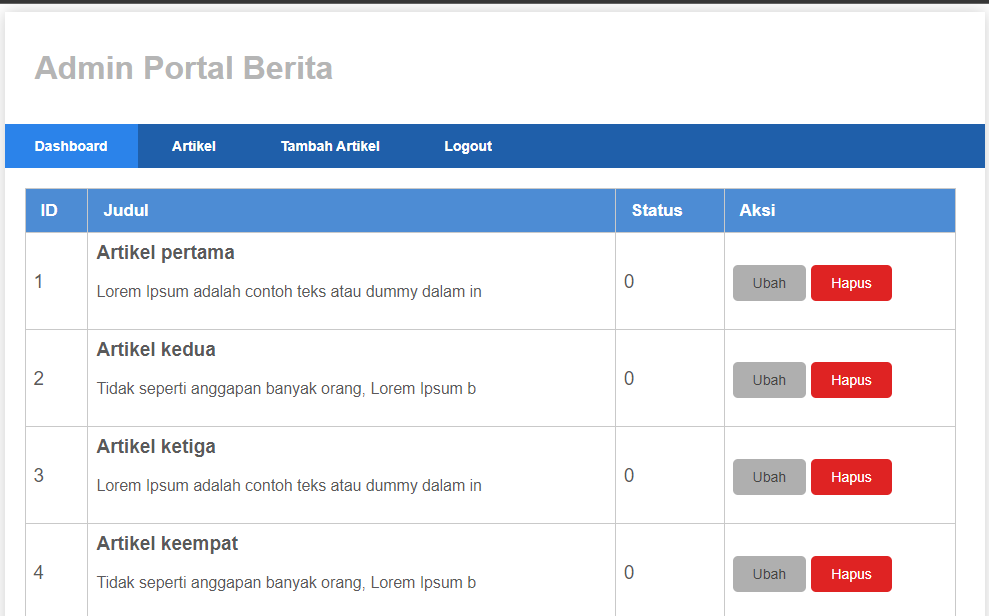 Admin Portal Berita
Dashboard Artikel Tambah Artikel Logout
ID Judul Status Aksi
Artikel pertama
1 Lorem Ipsum adalah contoh teks atau dummy dalam in 0 Ubah Hapus
Artikel kedua
2 Tidak seperti anggapan banyak orang, Lorem Ipsum b 0 Ubah Hapus
Artikel ketiga
3 Lorem Ipsum adalah contoh teks atau dummy dalam in 0 Ubah Hapus
Artikel keempat
4 Tidak seperti anggapan banyak orang, Lorem Ipsum b 0 Ubah Hapus